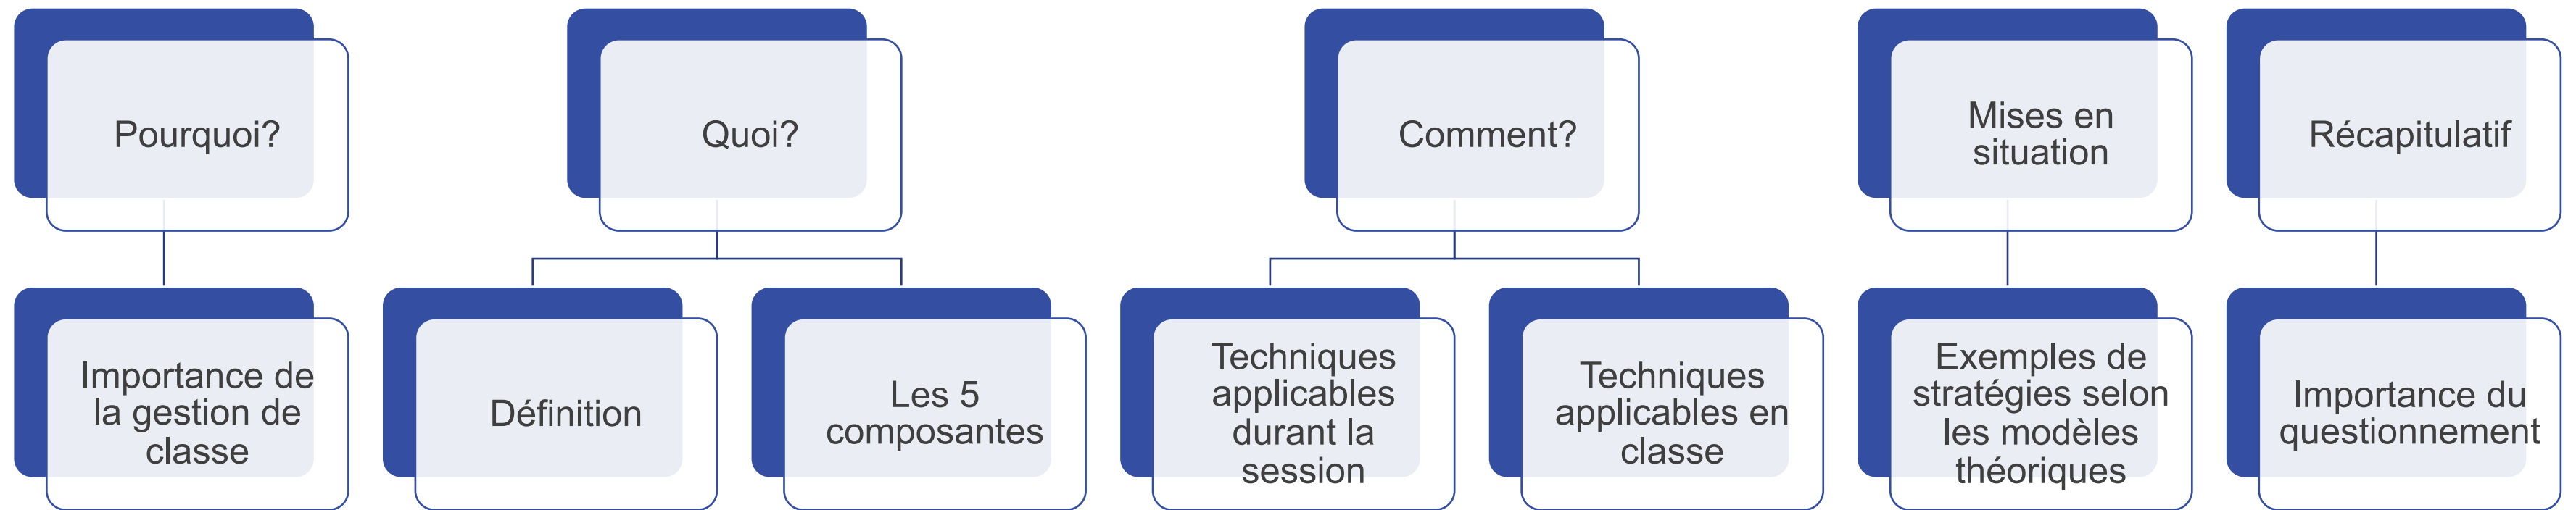 Pourquoi?
Quoi?
Comment?
Mises en
situation
Récapitulatif
Importance de
la gestion de
classe
Définition
Les 5
composantes
Techniques
applicables
durant la
session
Techniques
applicables en
classe
Exemples de
stratégies selon
les modèles
théoriques
Importance du
questionnement